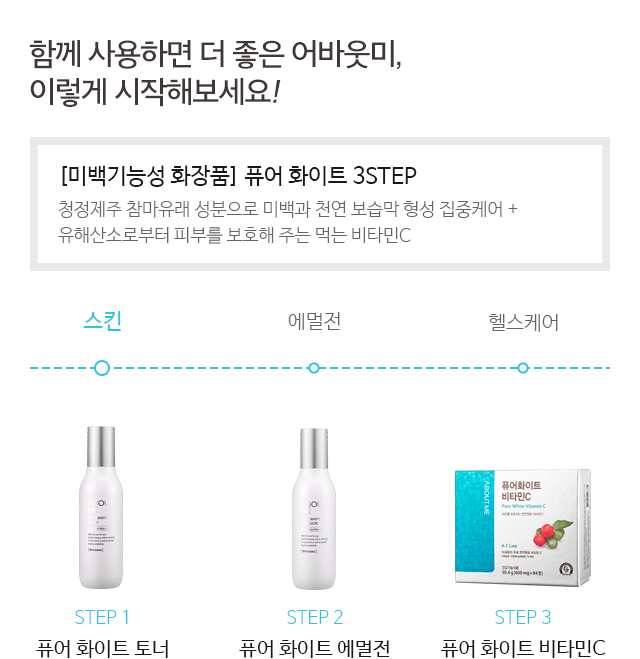 함께 사용하면 더 좋은 어바웃미,
이렇게 시작해보세요!
[미백기능성 화장품] 퓨어 화이트 3STEP
청정제주 참마유래 성분으로 미백과 천연 보습막 형성 집중케어 +
유해산소로부터 피부를 보호해 주는 먹는 비타민C
스킨
에멀전
헬스케어
ABOUT ME
퓨어화이트
비타민C
Pure White Vitamin C
A·C Line
STEP 1
STEP 2
STEP 3
퓨어 화이트 토너
퓨어 화이트 에멀전
퓨어 화이트 비타민C